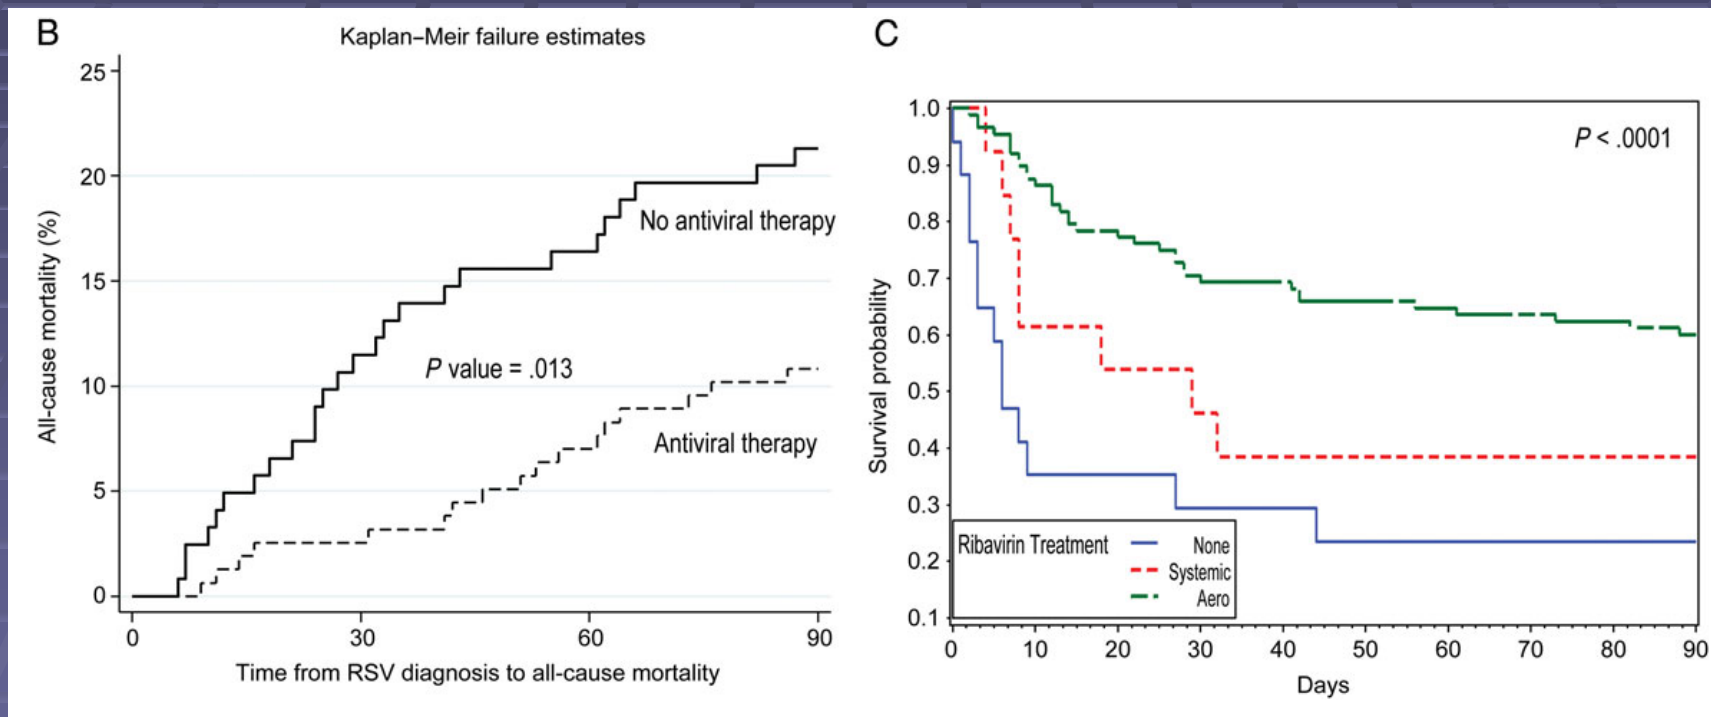 B
Kaplan–Meir failure estimates
25
20
15
10
5
0
All-cause mortality (%)
No antiviral therapy
P value = .013
Antiviral therapy
0 30 60 90
Time from RSV diagnosis to all-cause mortality
C
1.0
0.9
0.8
0.7
0.6
0.5
0.4
0.3
0.2
0.1
Survival probability
P < .0001
Ribavirin Treatment
None
Systemic
Aero
0 10 20 30 40 50 60 70 80 90
Days